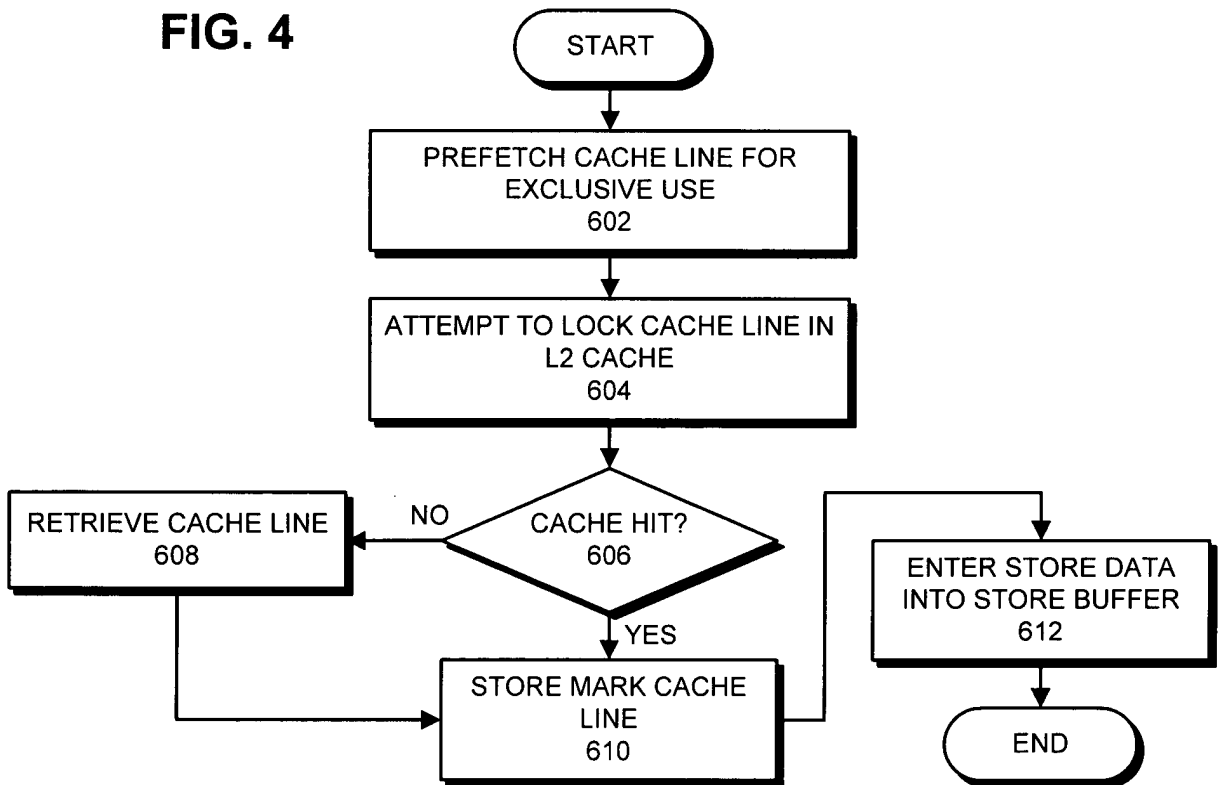 FIG. 4
START
PREFETCH CACHE LINE FOR
EXCLUSIVE USE
602
ATTEMPT TO LOCK CACHE LINE IN
L2 CACHE
604
CACHE HIT?
606
NO
RETRIEVE CACHE LINE
608
YES
STORE MARK CACHE
LINE
610
ENTER STORE DATA
INTO STORE BUFFER
612
END